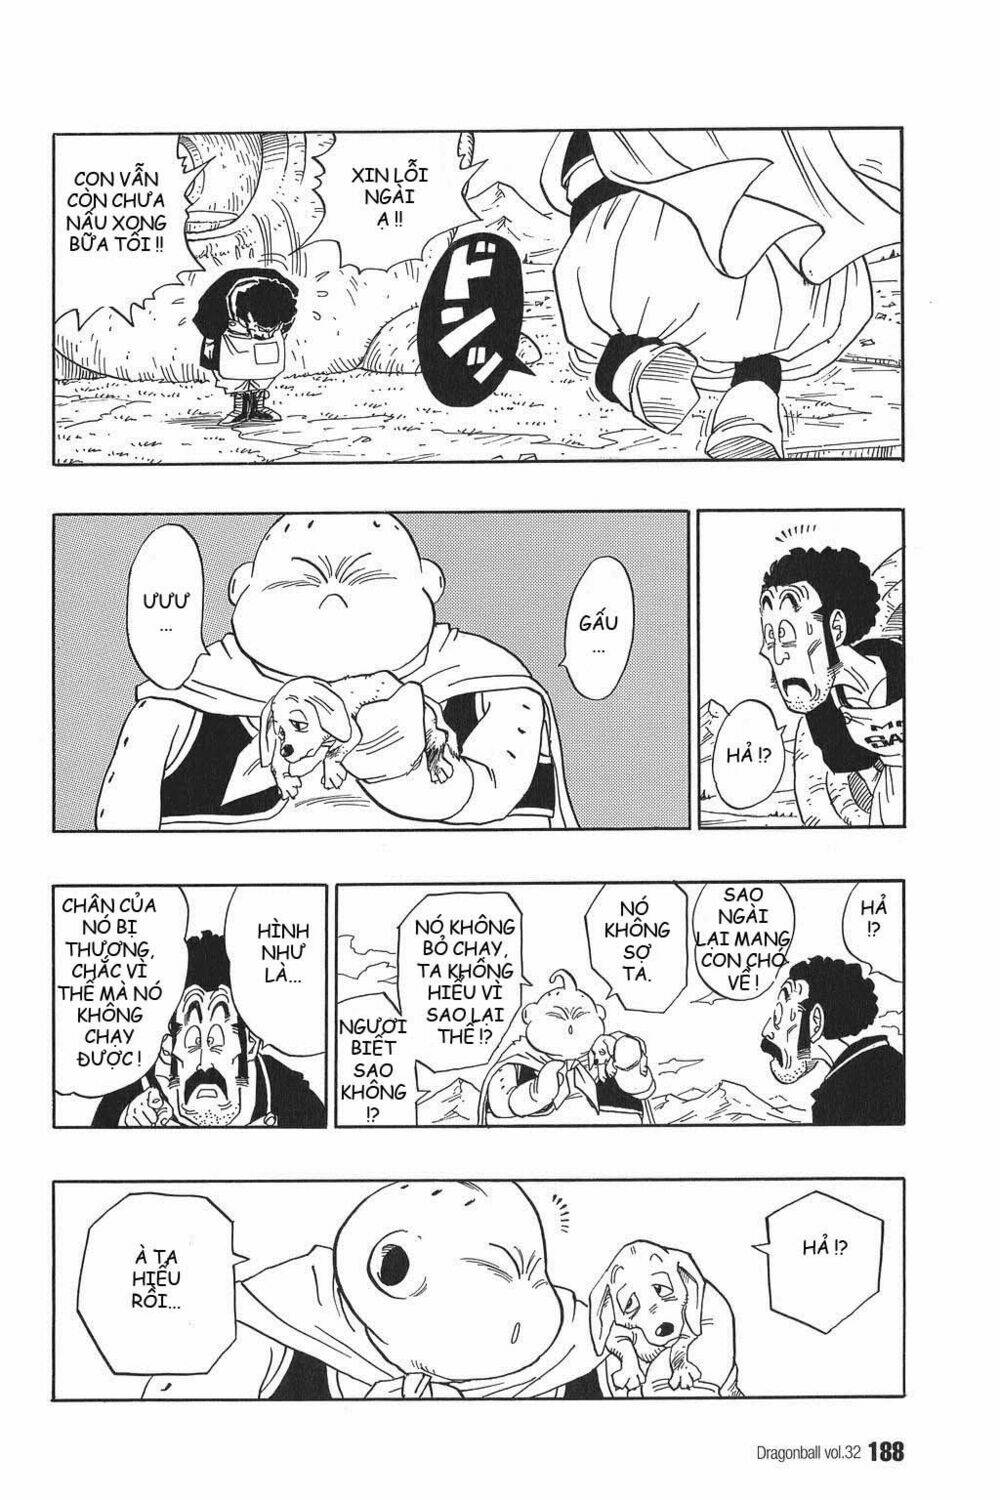 XIN LỖI
NGÀI
Ạ !!
CON VẪN
CÒN CHƯA
NẤU XONG
BỮA TỐI !!
ドンッ
HẢ !?
GẤU
...
ƯƯƯ
...
HẢ
!?
SAO
NGÀI
LẠI MANG
CON CHÓ
VỀ !
NÓ
KHÔNG
SỢ
TA.
NÓ KHÔNG
BỎ CHẠY,
TA KHÔNG
HIỂU VÌ
SAO LẠI
THẾ !?
NGƯƠI
BIẾT
SAO
KHÔNG
!?
HÌNH
NHƯ
LÀ...
CHÂN CỦA
NÓ BỊ
THƯƠNG,
CHẮC VÌ
THẾ MÀ NÓ
KHÔNG
CHẠY
ĐƯỢC !
HẢ !?
À TA
HIỂU
RỒI...
Dragonball vol.32 188